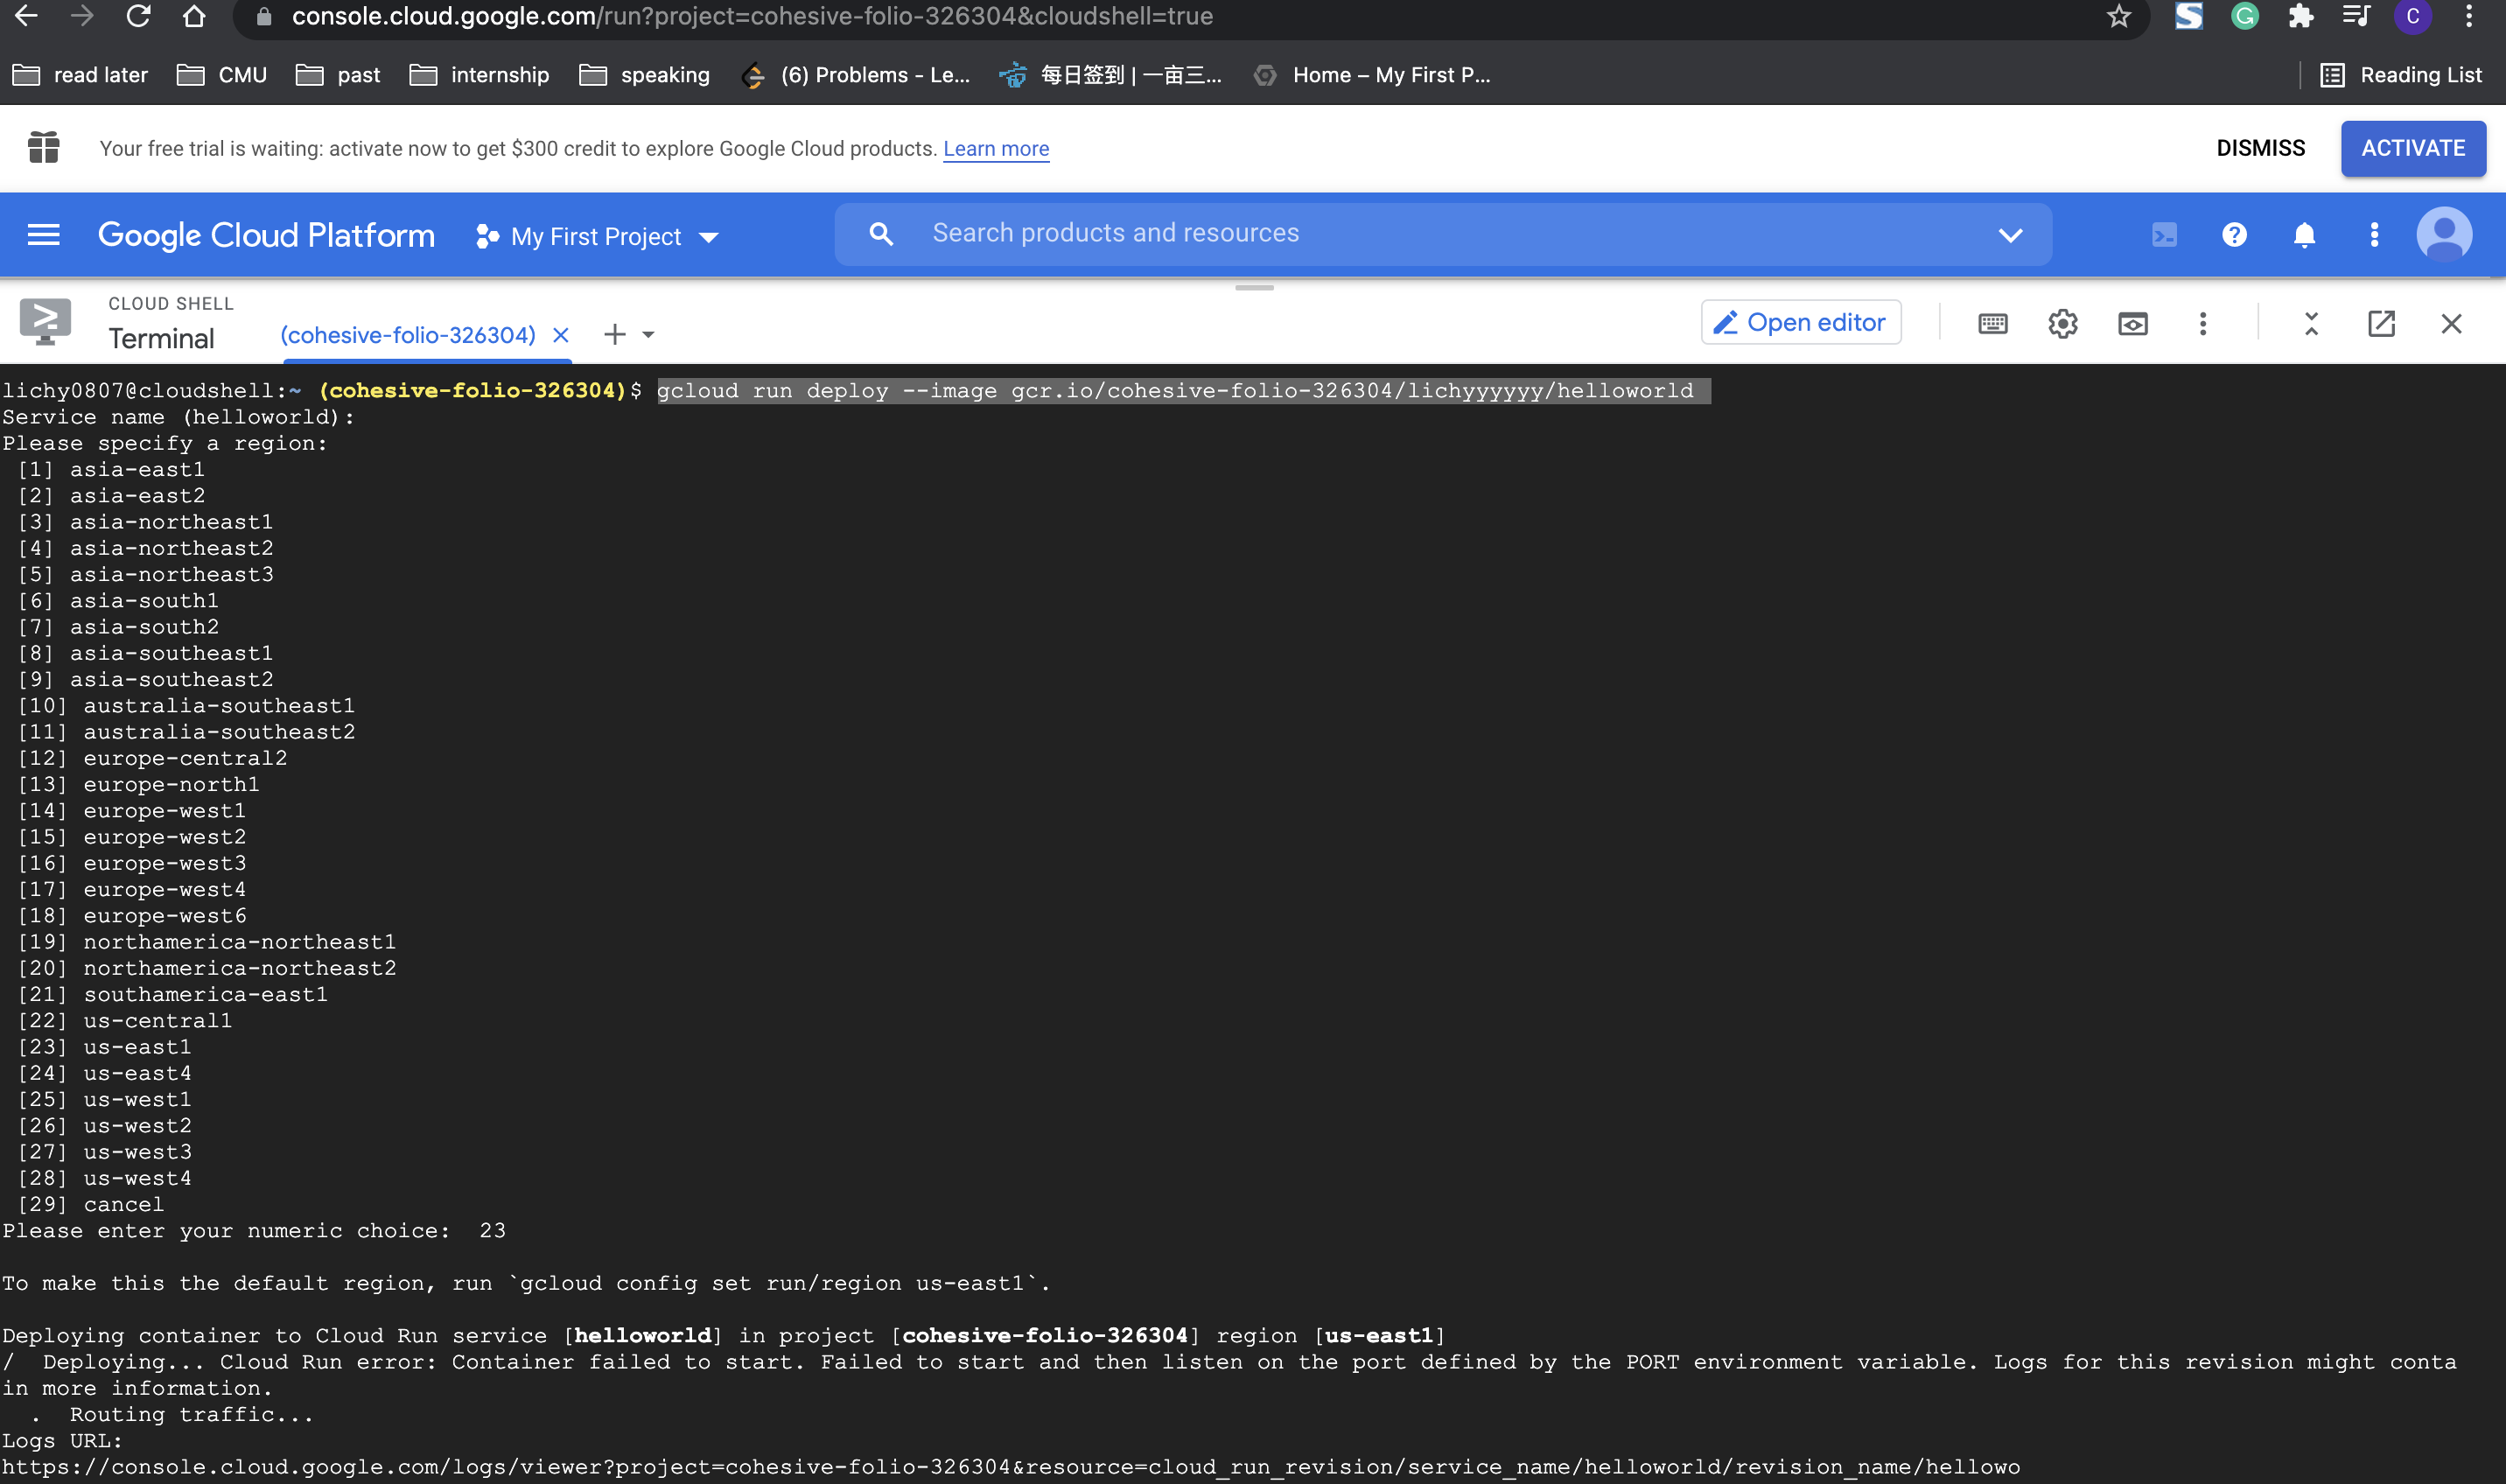 console.cloud.google.com/run?project=cohesive-folio-326304&cloudshell=true
read later CMU past internship speaking (6) Problems - Le... 每日签到 | 一亩三... Home – My First P... Reading List
Your free trial is waiting: activate now to get $300 credit to explore Google Cloud products. Learn more DISMISS ACTIVATE
Google Cloud Platform My First Project Search products and resources
CLOUD SHELL
Terminal (cohesive-folio-326304) Open editor
lichy0807@cloudshell:~ (cohesive-folio-326304)$ gcloud run deploy --image gcr.io/cohesive-folio-326304/lichyyyyyy/helloworld
Service name (helloworld):
Please specify a region:
[1] asia-east1
[2] asia-east2
[3] asia-northeast1
[4] asia-northeast2
[5] asia-northeast3
[6] asia-south1
[7] asia-south2
[8] asia-southeast1
[9] asia-southeast2
[10] australia-southeast1
[11] australia-southeast2
[12] europe-central2
[13] europe-north1
[14] europe-west1
[15] europe-west2
[16] europe-west3
[17] europe-west4
[18] europe-west6
[19] northamerica-northeast1
[20] northamerica-northeast2
[21] southamerica-east1
[22] us-central1
[23] us-east1
[24] us-east4
[25] us-west1
[26] us-west2
[27] us-west3
[28] us-west4
[29] cancel
Please enter your numeric choice:  23
To make this the default region, run `gcloud config set run/region us-east1`.
Deploying container to Cloud Run service [helloworld] in project [cohesive-folio-326304] region [us-east1]
/  Deploying... Cloud Run error: Container failed to start. Failed to start and then listen on the port defined by the PORT environment variable. Logs for this revision might conta
in more information.
.  Routing traffic...
Logs URL:
https://console.cloud.google.com/logs/viewer?project=cohesive-folio-326304&resource=cloud_run_revision/service_name/helloworld/revision_name/hellowo